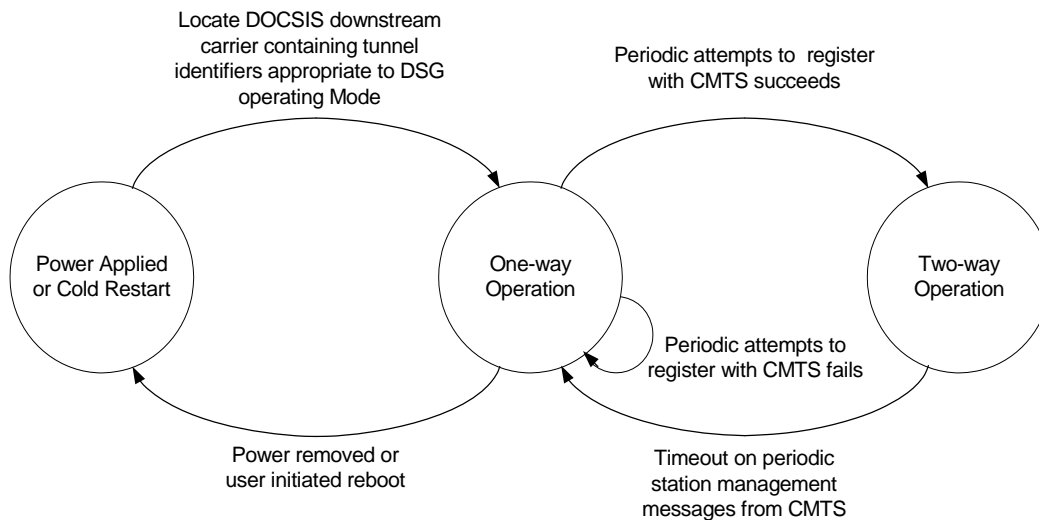 Locate DOCSIS downstream
carrier containing tunnel
identifiers appropriate to DSG
operating Mode
Periodic attempts to  register
with CMTS succeeds
Power Applied
or Cold Restart
One-way
Operation
Two-way
Operation
Periodic attempts to
register with CMTS fails
Power removed or
user initiated reboot
Timeout on periodic
station management
messages from CMTS